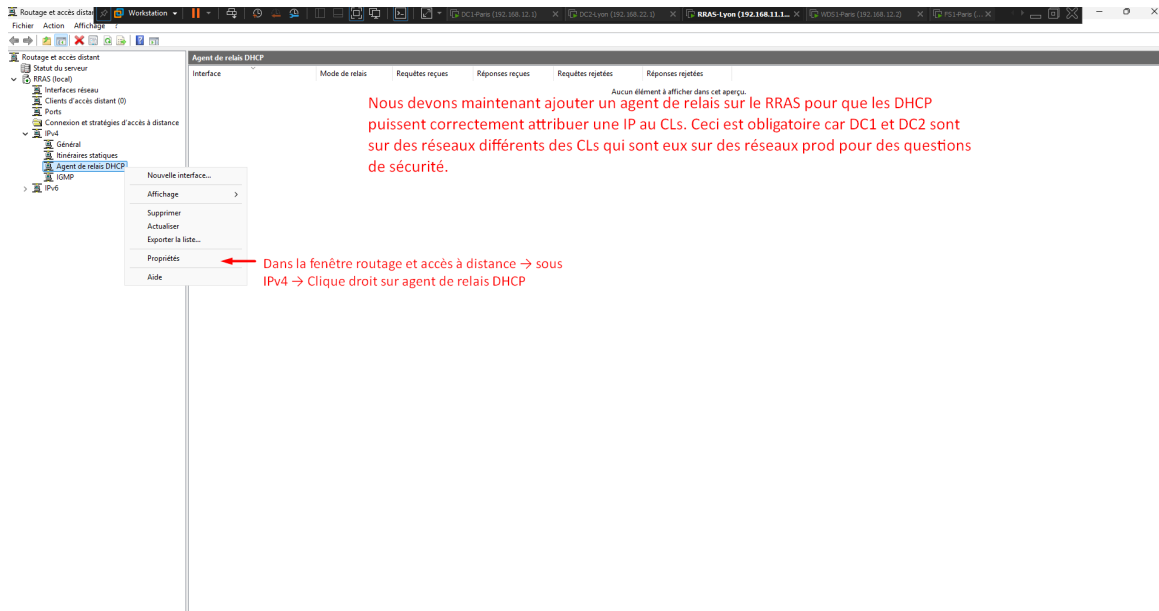 Routage et accès distar
Workstation
DC1-Paris (192.168.12.1)
DC2-Lyon (192.168.22.1)
RRAS-Lyon (192.168.11.1...
WDS1-Paris (192.168.12.2)
FS1-Paris (...
Fichier Action Affichage ?
Routage et accès distant
Statut du serveur
RRAS (local)
Interfaces réseau
Clients d'accès distant (0)
Ports
Connexion et stratégies d'accès à distance
IPv4
Général
Itinéraires statiques
Agent de relais DHCP
IGMP
IPv6
Agent de relais DHCP
Interface Mode de relais Requêtes reçues Réponses reçues Requêtes rejetées Réponses rejetées
Aucun élément à afficher dans cet aperçu.
Nous devons maintenant ajouter un agent de relais sur le RRAS pour que les DHCP
puissent correctement attribuer une IP au CLs. Ceci est obligatoire car DC1 et DC2 sont
sur des réseaux différents des CLs qui sont eux sur des réseaux prod pour des questions
de sécurité.
Nouvelle interface...
Affichage
Supprimer
Actualiser
Exporter la liste...
Propriétés
Aide
Dans la fenêtre routage et accès à distance → sous
IPv4 → Clique droit sur agent de relais DHCP